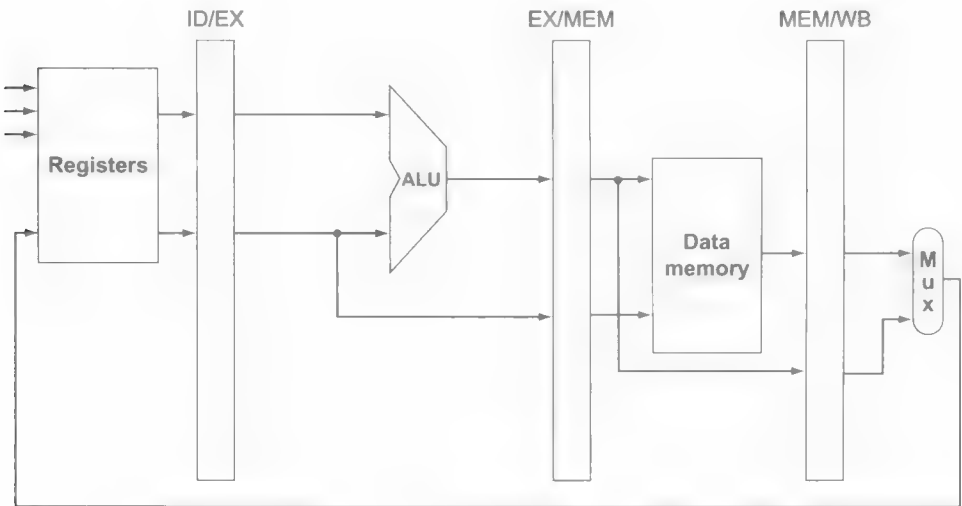 ID/EX
EX/MEM
MEM/WB
Registers
ALU
Data
memory
M
u
x